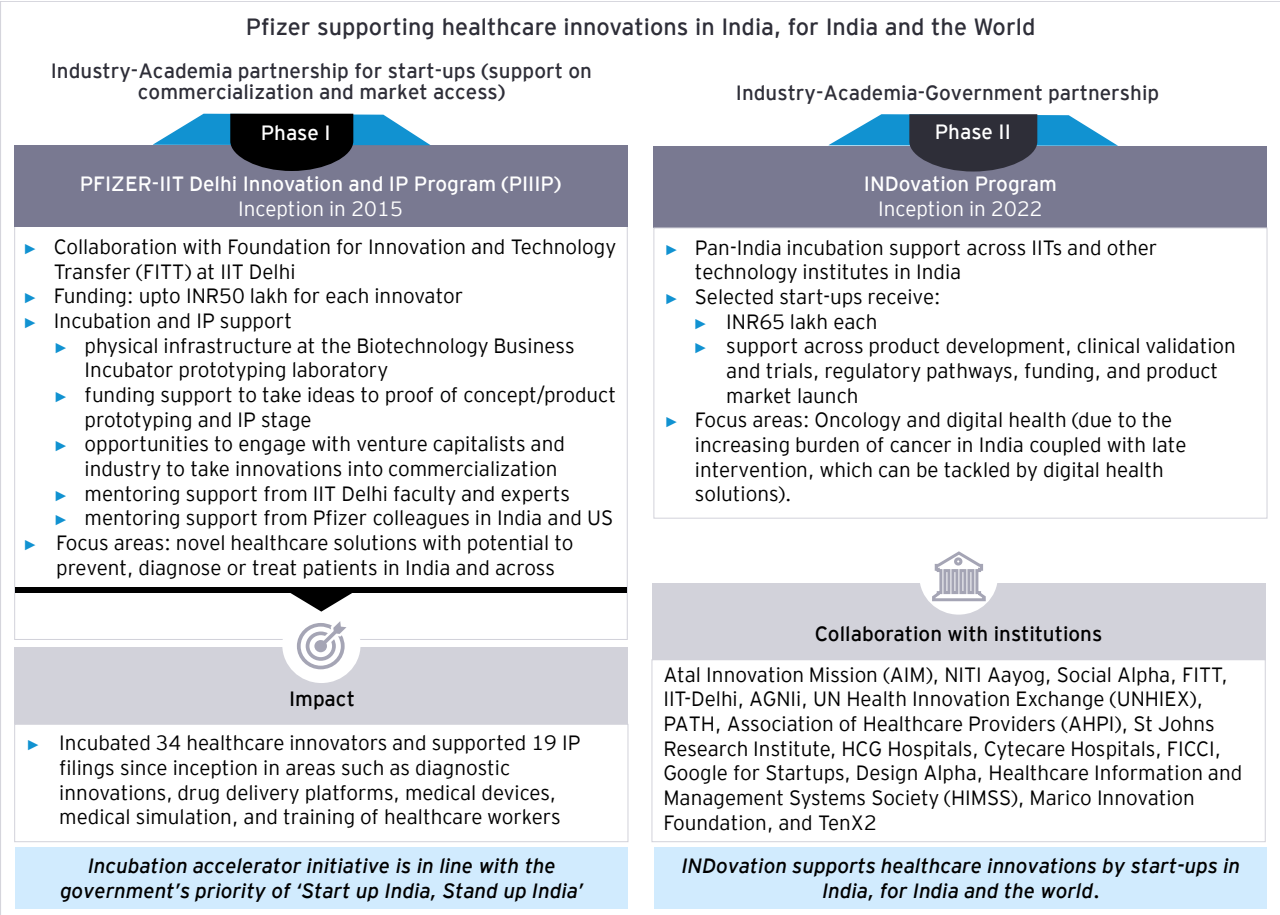 Pfizer supporting healthcare innovations in India, for India and the World
Industry-Academia partnership for start-ups (support on
commercialization and market access)
Phase I
PFIZER-IIT Delhi Innovation and IP Program (PIIIP)
Inception in 2015
► Collaboration with Foundation for Innovation and Technology
Transfer (FITT) at IIT Delhi
► Funding: upto INR50 lakh for each innovator
► Incubation and IP support
► physical infrastructure at the Biotechnology Business
Incubator prototyping laboratory
► funding support to take ideas to proof of concept/product
prototyping and IP stage
► opportunities to engage with venture capitalists and
industry to take innovations into commercialization
► mentoring support from IIT Delhi faculty and experts
► mentoring support from Pfizer colleagues in India and US
► Focus areas: novel healthcare solutions with potential to
prevent, diagnose or treat patients in India and across
Impact
► Incubated 34 healthcare innovators and supported 19 IP
filings since inception in areas such as diagnostic
innovations, drug delivery platforms, medical devices,
medical simulation, and training of healthcare workers
Incubation accelerator initiative is in line with the
government’s priority of ‘Start up India, Stand up India’
Industry-Academia-Government partnership
Phase II
INDovation Program
Inception in 2022
► Pan-India incubation support across IITs and other
technology institutes in India
► Selected start-ups receive:
► INR65 lakh each
► support across product development, clinical validation
and trials, regulatory pathways, funding, and product
market launch
► Focus areas: Oncology and digital health (due to the
increasing burden of cancer in India coupled with late
intervention, which can be tackled by digital health
solutions).
Collaboration with institutions
Atal Innovation Mission (AIM), NITI Aayog, Social Alpha, FITT,
IIT-Delhi, AGNIi, UN Health Innovation Exchange (UNHIEX),
PATH, Association of Healthcare Providers (AHPI), St Johns
Research Institute, HCG Hospitals, Cytecare Hospitals, FICCI,
Google for Startups, Design Alpha, Healthcare Information and
Management Systems Society (HIMSS), Marico Innovation
Foundation, and TenX2
INDovation supports healthcare innovations by start-ups in
India, for India and the world.